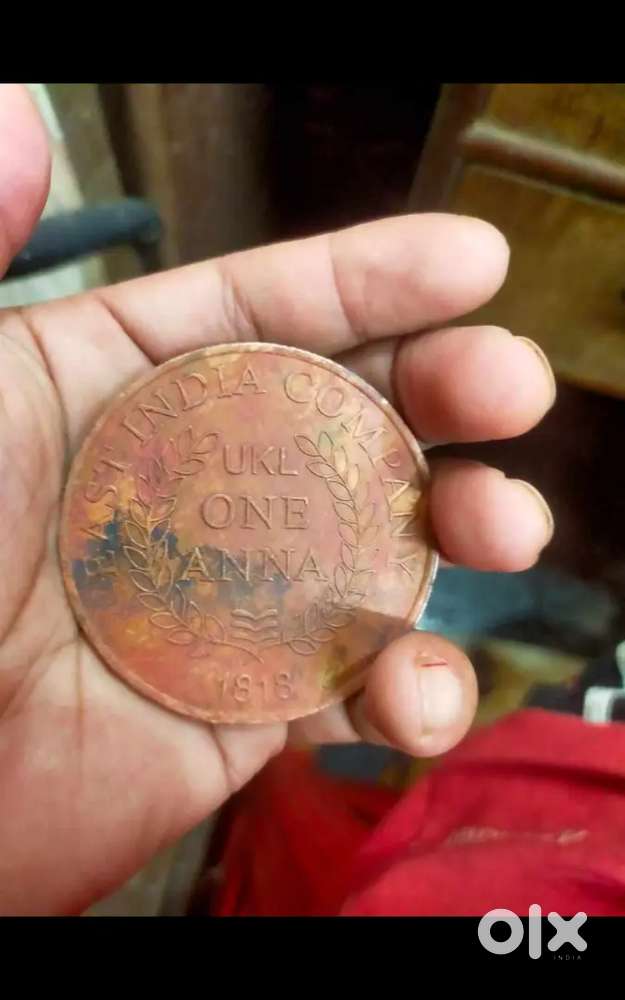 EAST INDIA COMPANY
UKL
ONE
ANNA
1818
olx
INDIA